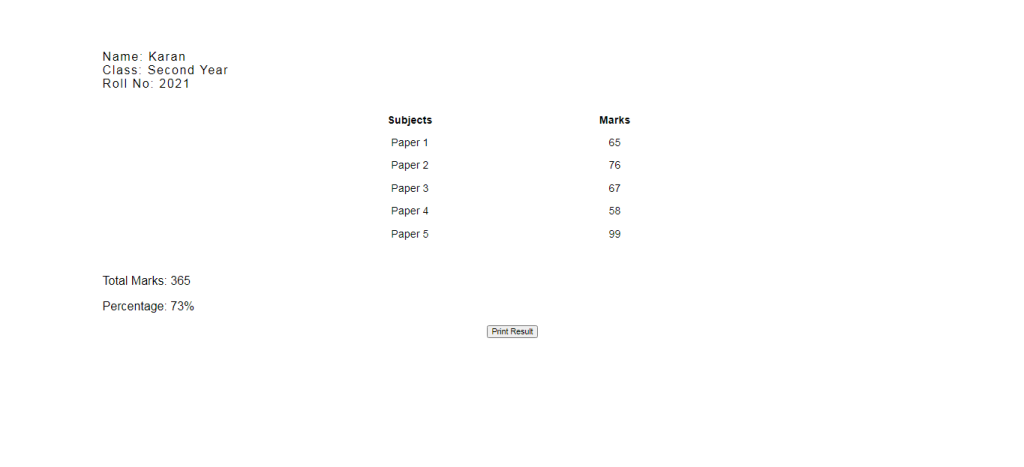 Name: Karan
Class: Second Year
Roll No: 2021
Subjects Marks
Paper 1 65
Paper 2 76
Paper 3 67
Paper 4 58
Paper 5 99
Total Marks: 365
Percentage: 73%
Print Result